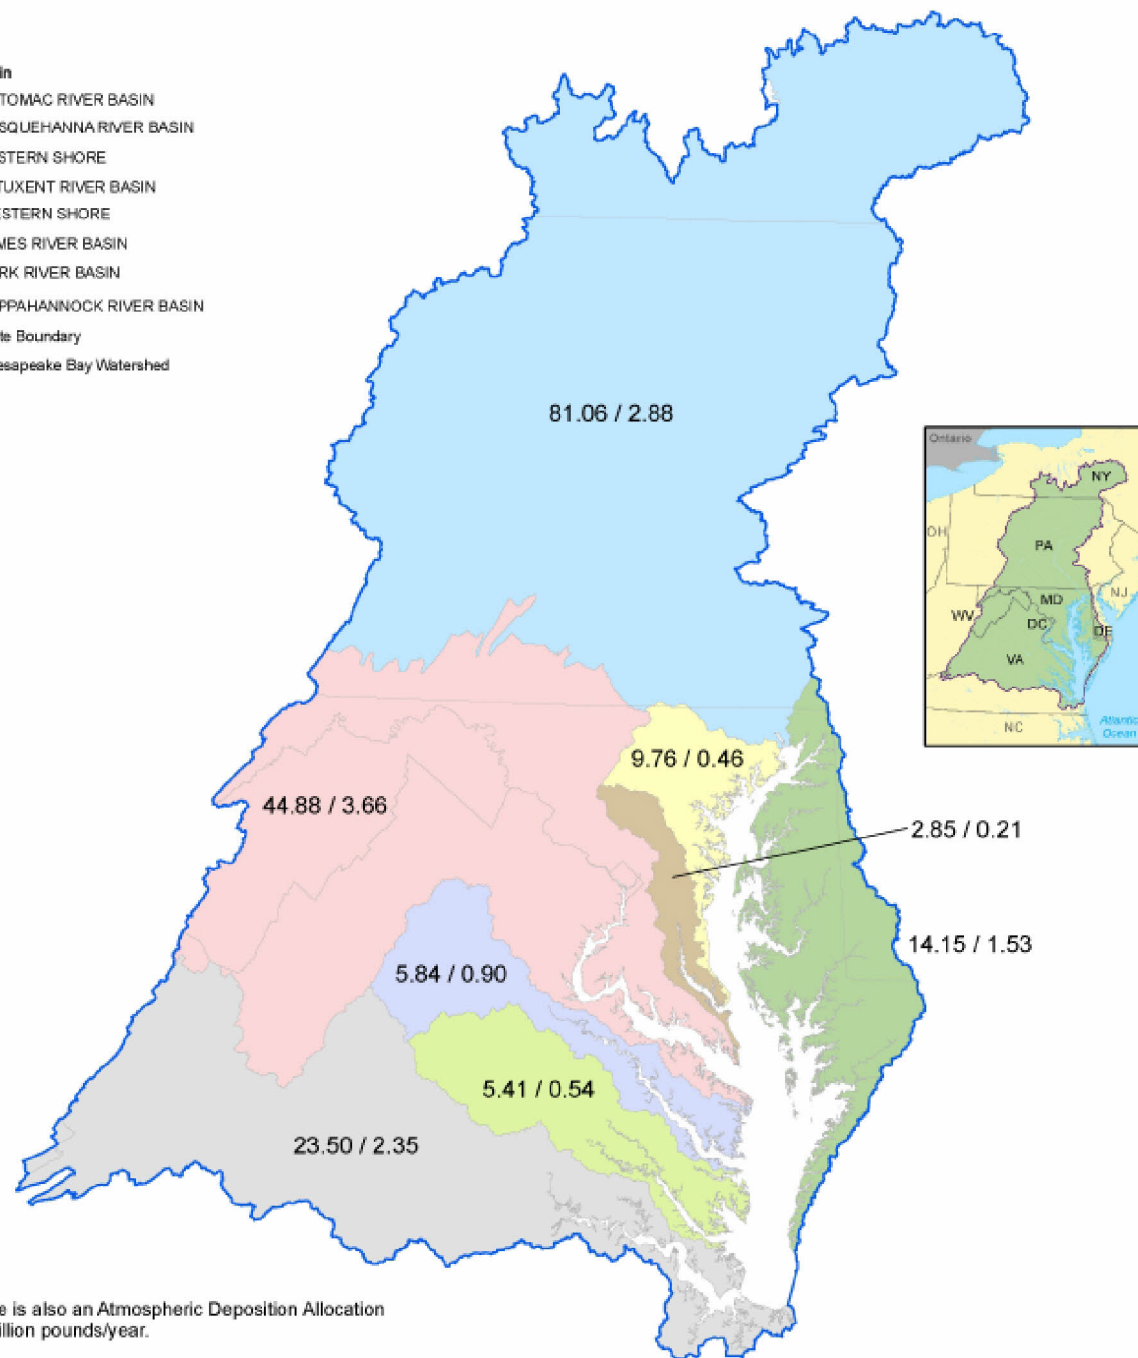 in
TOMAC RIVER BASIN
SQUEHANNA RIVER BASIN
STERN SHORE
TUXENT RIVER BASIN
ESTERN SHORE
MES RIVER BASIN
RK RIVER BASIN
PPAHANNOCK RIVER BASIN
te Boundary
esapeake Bay Watershed
81.06 / 2.88
Ontario
NY
OH
PA
NJ
MD
WV
DC
DE
VA
NC
Atlantic
Ocean
9.76 / 0.46
44.88 / 3.66
2.85 / 0.21
14.15 / 1.53
5.84 / 0.90
5.41 / 0.54
23.50 / 2.35
e is also an Atmospheric Deposition Allocation
illion pounds/year.